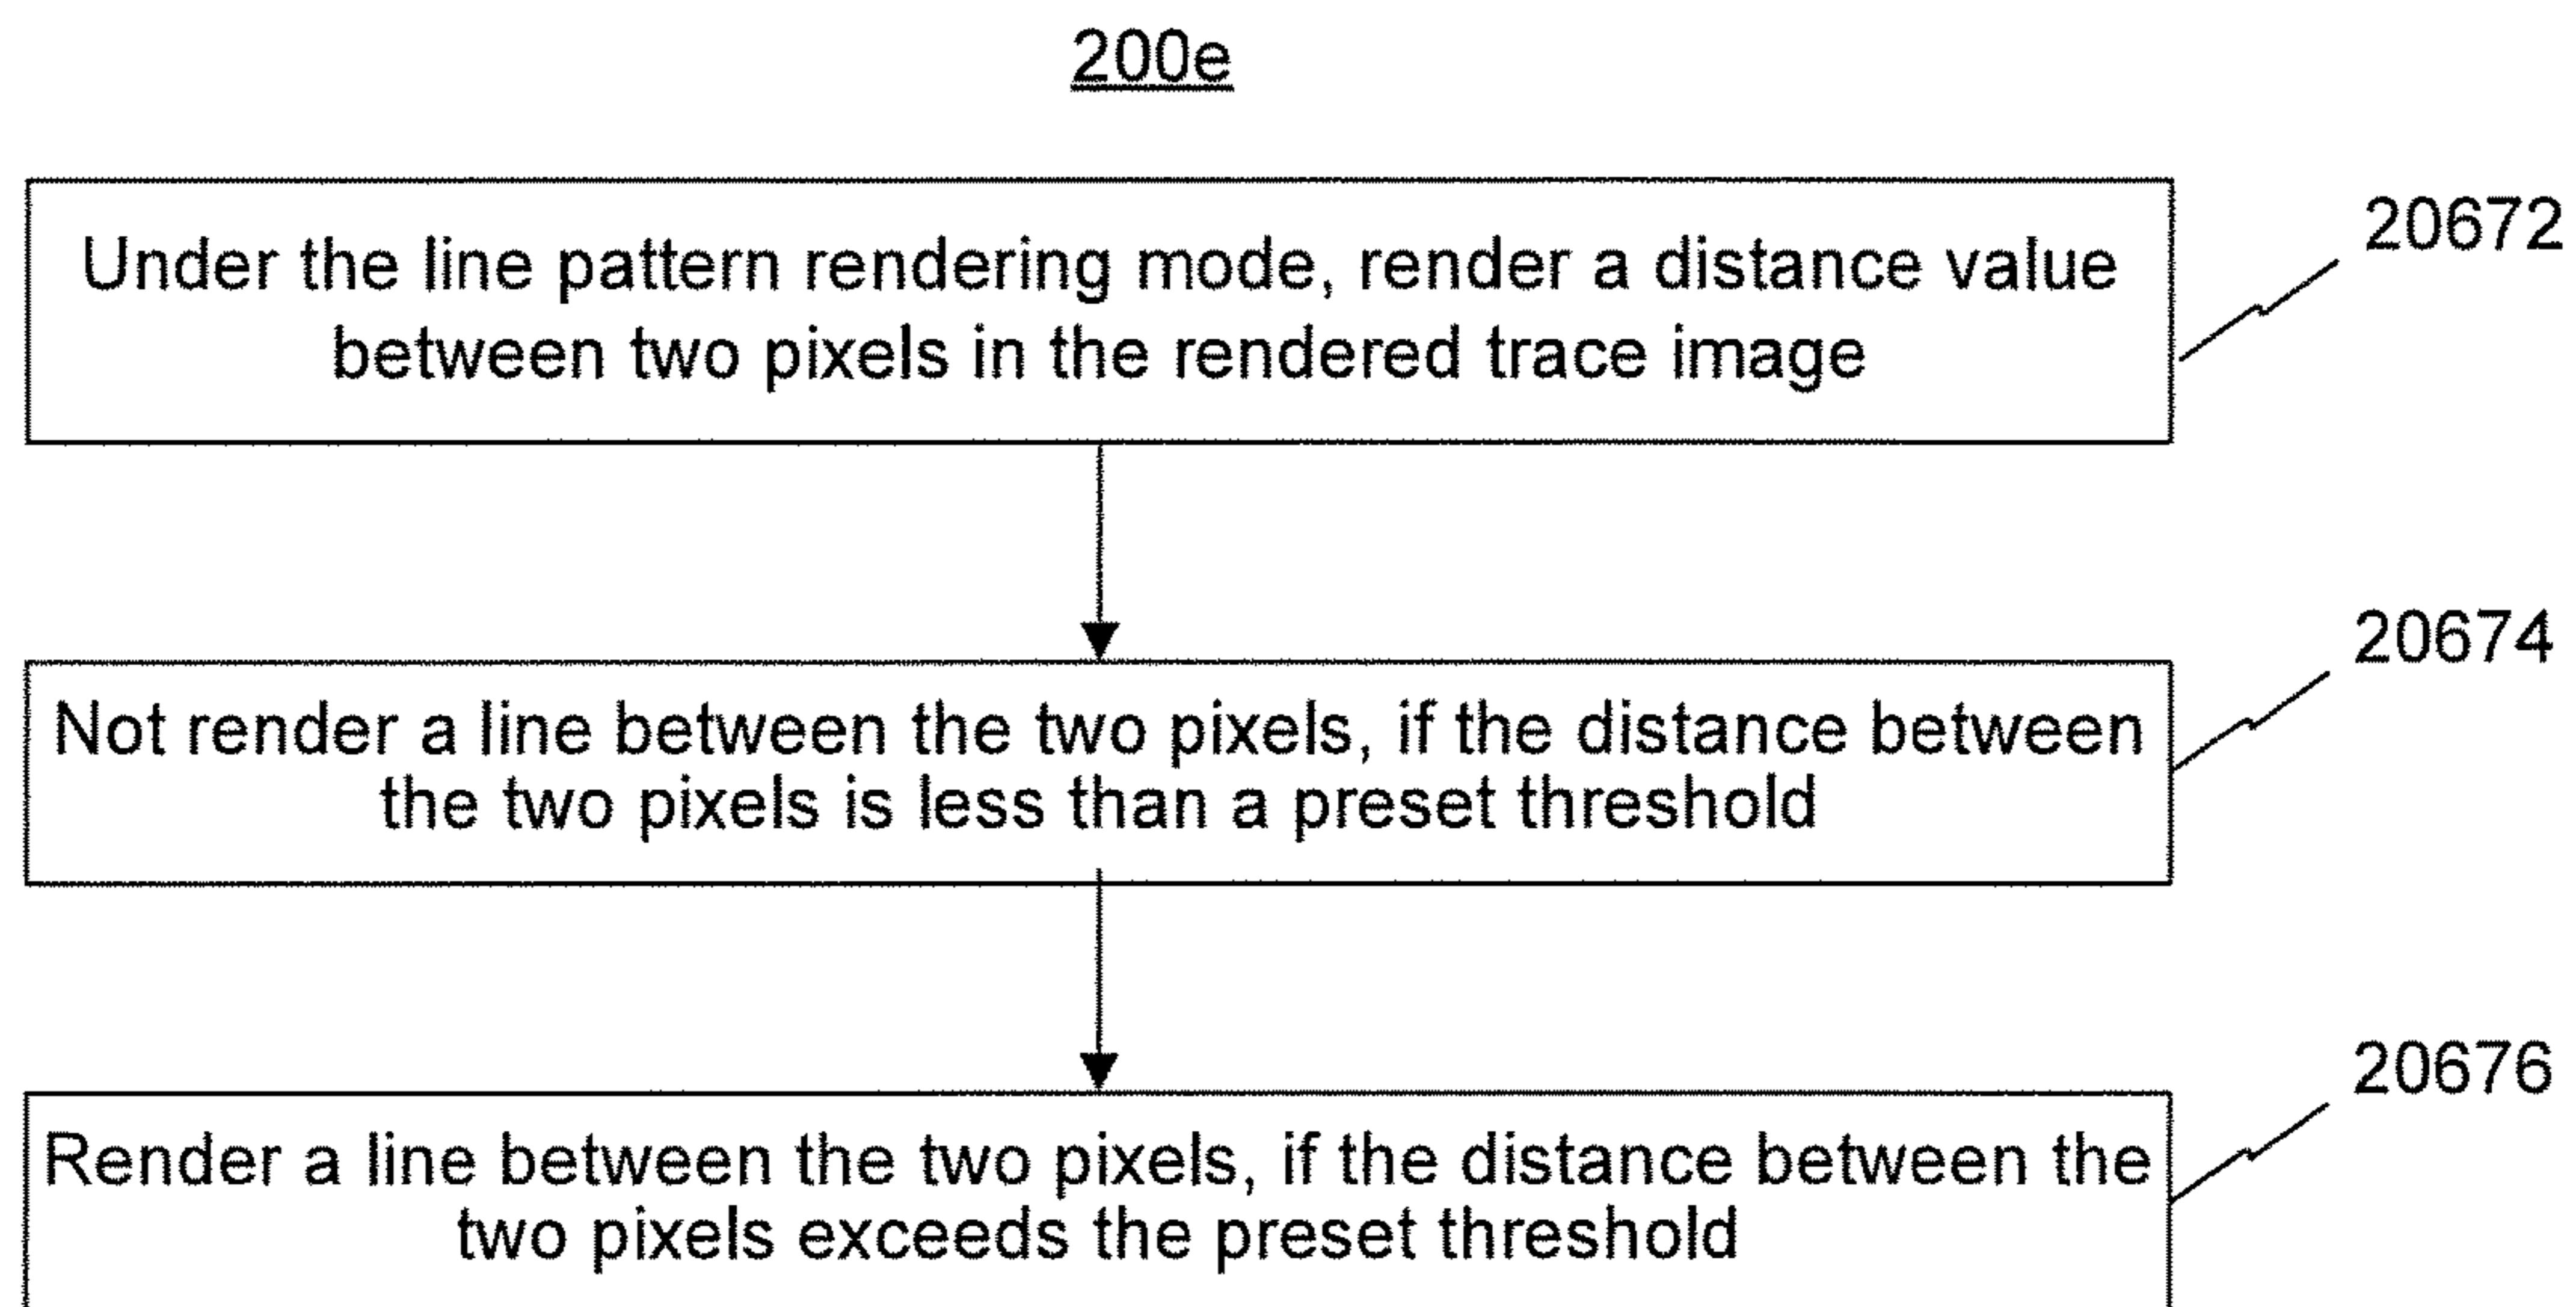 200e
Under the line pattern rendering mode, render a distance value
between two pixels in the rendered trace image
20672
Not render a line between the two pixels, if the distance between
the two pixels is less than a preset threshold
20674
Render a line between the two pixels, if the distance between the
two pixels exceeds the preset threshold
20676